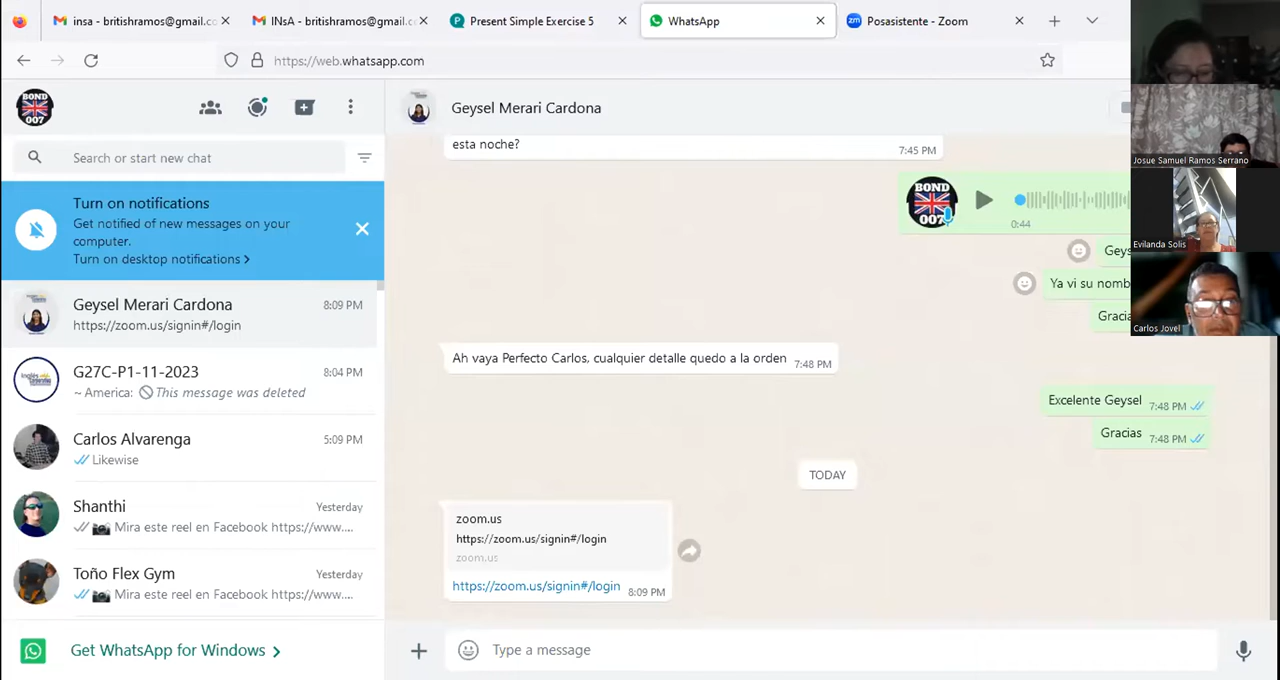 insa - britishramos@gmail.co
INsA - britishramos@gmail.c
Present Simple Exercise 5
WhatsApp
Posasistente - Zoom
https://web.whatsapp.com
BOND
007
Geysel Merari Cardona
Search or start new chat
Turn on notifications
Get notified of new messages on your
computer.
Turn on desktop notifications >
Geysel Merari Cardona
8:09 PM
https://zoom.us/signin#/login
G27C-P1-11-2023
8:04 PM
~ America: This message was deleted
Carlos Alvarenga
5:09 PM
Likewise
Shanthi
Yesterday
Mira este reel en Facebook https://www....
Toño Flex Gym
Yesterday
Mira este reel en Facebook https://www....
Get WhatsApp for Windows >
esta noche?
7:45 PM
BOND
007
0:44
Geys
Ya vi su nomb
Gracia
Ah vaya Perfecto Carlos, cualquier detalle quedo a la orden
7:48 PM
Excelente Geysel
7:48 PM
Gracias
7:48 PM
TODAY
zoom.us
https://zoom.us/signin#/login
zoom.us
https://zoom.us/signin#/login
8:09 PM
Type a message
Josue Samuel Ramos Serrano
Evilanda Solis
Carlos Jovel